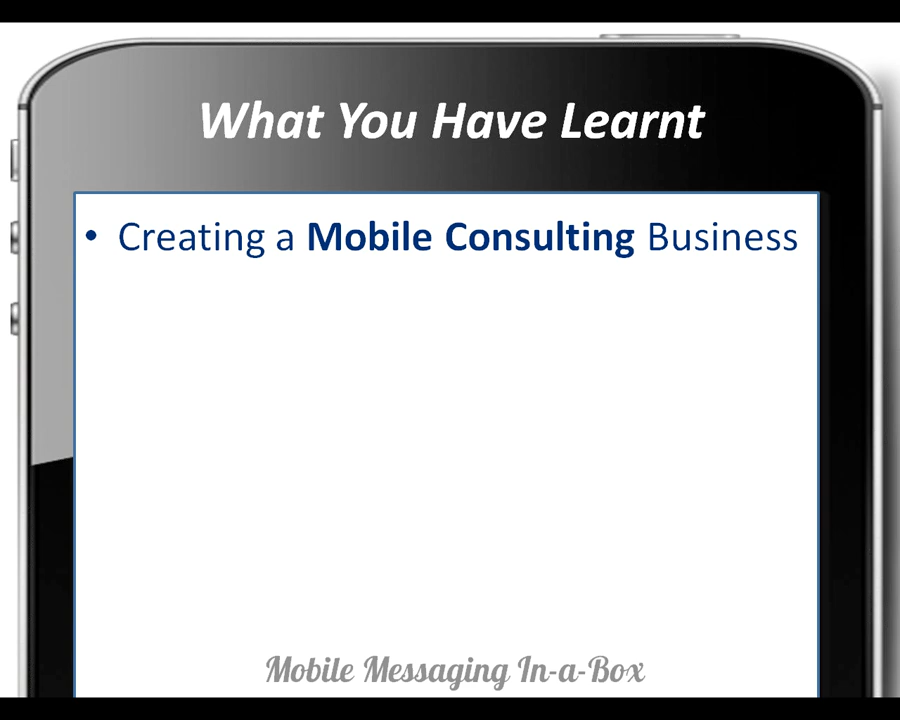 What You Have Learnt
• Creating a Mobile Consulting Business
Mobile Messaging In-a-Box